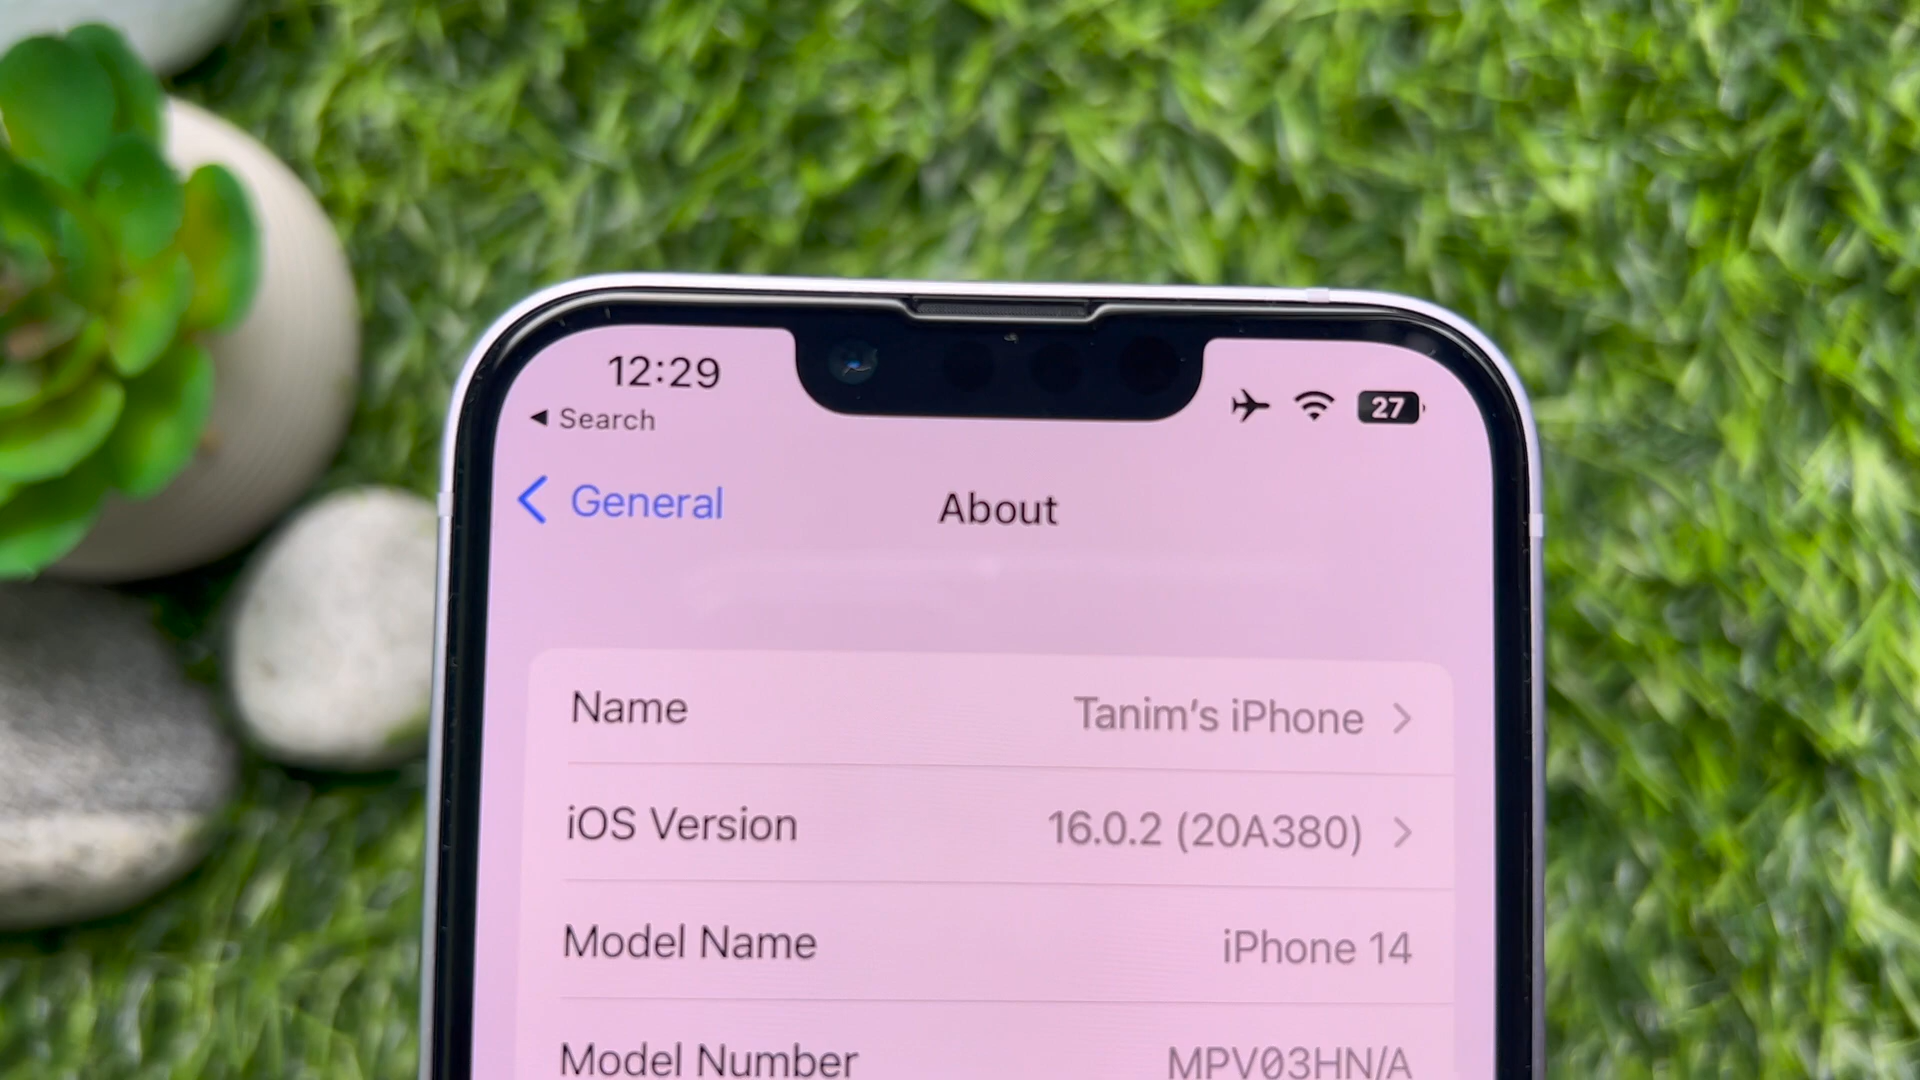 12:29
27
◀ Search
General
About
Name
Tanim's iPhone
iOS Version
16.0.2 (20A380)
Model Name
iPhone 14
Model Number
MPV03HN/A